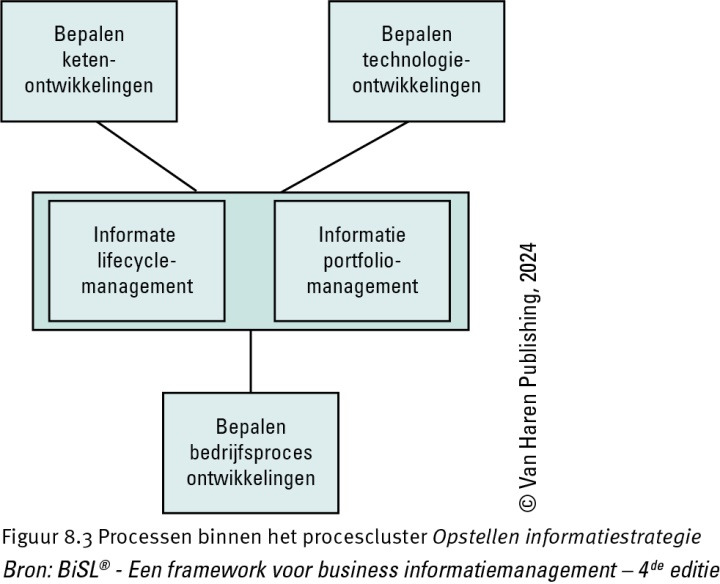 Bepalen
keten-
ontwikkelingen
Bepalen
technologie-
ontwikkelingen
Informate
lifecycle-
management
Informatie
portfolio-
management
Bepalen
bedrijfsproces
ontwikkelingen
© Van Haren Publishing, 2024
Figuur 8.3 Processen binnen het procescluster Opstellen informatiestrategie
Bron: BiSL® - Een framework voor business informatiemanagement – 4de editie